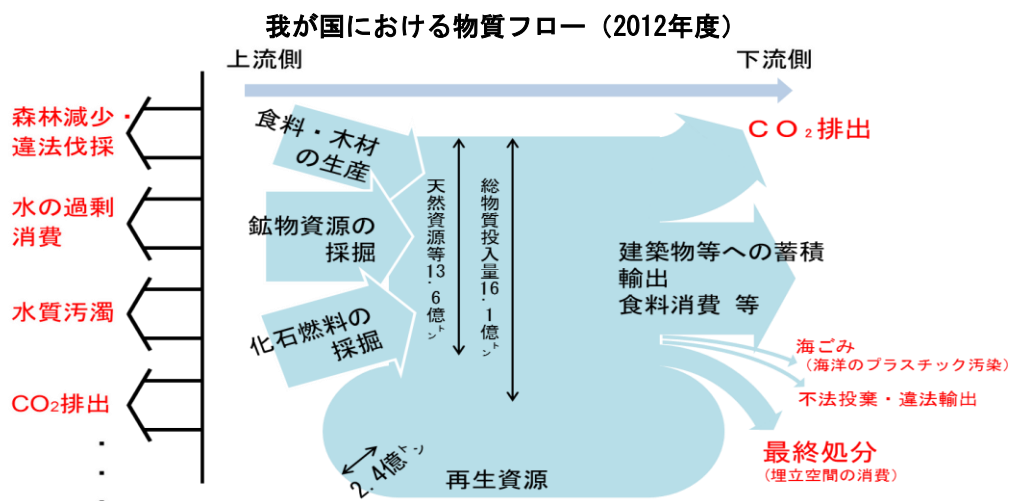 我が国における物質フロー（2012年度）
上流側
下流側
森林減少・
違法伐採
水の過剰
消費
水質汚濁
CO₂排出
・
・
・
食料・木材
の生産
鉱物資源の
採掘
化石燃料の
採掘
天然資源等13.6億トン
総物質投入量16.1億トン
2.4億トン
再生資源
CO₂排出
建築物等への蓄積
輸出
食料消費 等
海ごみ
（海洋のプラスチック汚染）
不法投棄・違法輸出
最終処分
（埋立空間の消費）